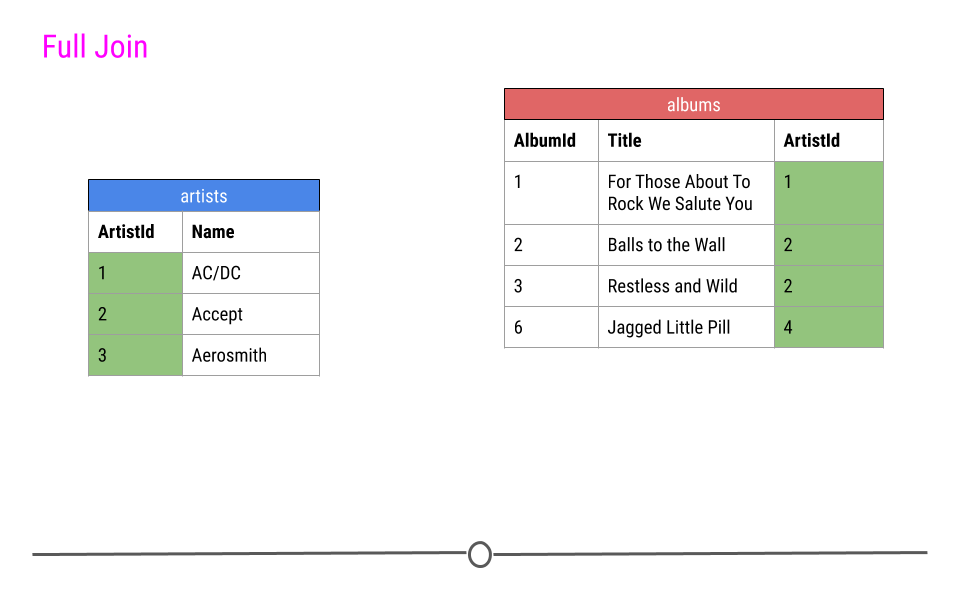 Full Join
artists
ArtistId Name
1 AC/DC
2 Accept
3 Aerosmith
albums
AlbumId Title ArtistId
1 For Those About To 1
Rock We Salute You
2 Balls to the Wall 2
3 Restless and Wild 2
6 Jagged Little Pill 4